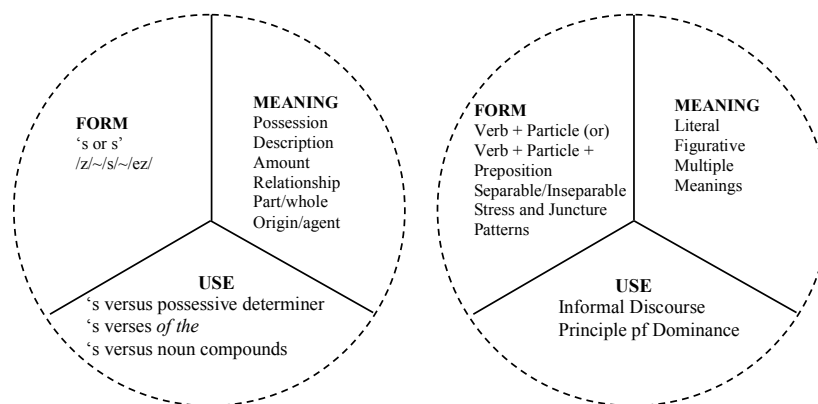 FORM
‘s or s’
/z/~/s/~/ez/
MEANING
Possession
Description
Amount
Relationship
Part/whole
Origin/agent
USE
‘s versus possessive determiner
‘s verses of the
‘s versus noun compounds
FORM
Verb + Particle (or)
Verb + Particle +
Preposition
Separable/Inseparable
Stress and Juncture
Patterns
MEANING
Literal
Figurative
Multiple
Meanings
USE
Informal Discourse
Principle pf Dominance